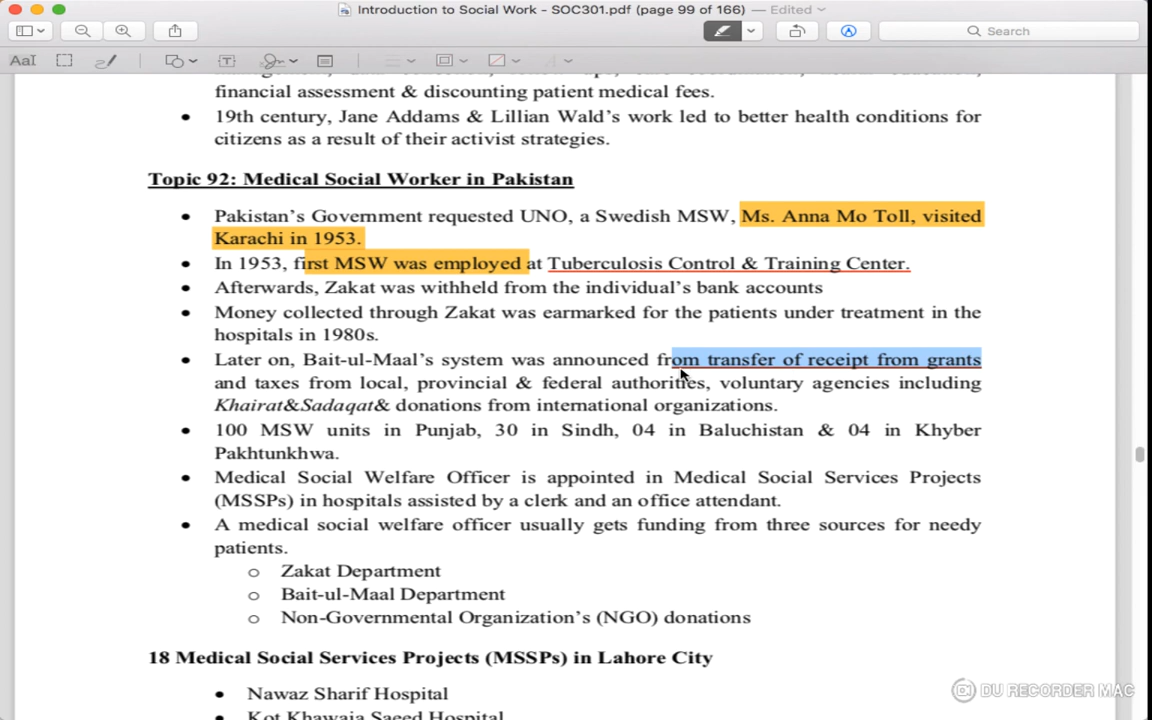 Introduction to Social Work - SOC301.pdf (page 99 of 166) — Edited
Search
AaI
T
financial assessment & discounting patient medical fees.
• 19th century, Jane Addams & Lillian Wald's work led to better health conditions for
citizens as a result of their activist strategies.
Topic 92: Medical Social Worker in Pakistan
• Pakistan's Government requested UNO, a Swedish MSW, Ms. Anna Mo Toll, visited
Karachi in 1953.
• In 1953, first MSW was employed at Tuberculosis Control & Training Center.
• Afterwards, Zakat was withheld from the individual's bank accounts
• Money collected through Zakat was earmarked for the patients under treatment in the
hospitals in 1980s.
• Later on, Bait-ul-Maal's system was announced from transfer of receipt from grants
and taxes from local, provincial & federal authorities, voluntary agencies including
Khairat&Sadaqat& donations from international organizations.
• 100 MSW units in Punjab, 30 in Sindh, 04 in Baluchistan & 04 in Khyber
Pakhtunkhwa.
• Medical Social Welfare Officer is appointed in Medical Social Services Projects
(MSSPs) in hospitals assisted by a clerk and an office attendant.
• A medical social welfare officer usually gets funding from three sources for needy
patients.
o Zakat Department
o Bait-ul-Maal Department
o Non-Governmental Organization's (NGO) donations
18 Medical Social Services Projects (MSSPs) in Lahore City
• Nawaz Sharif Hospital
• Kot Khawaja Saeed Hospital
DU RECORDER MAC